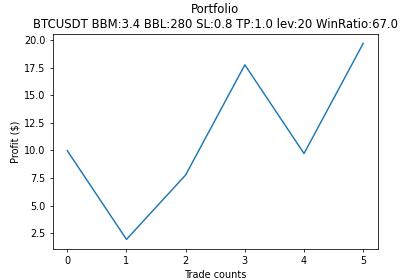 Portfolio
BTCUSDT BBM:3.4 BBL:280 SL:0.8 TP:1.0 lev:20 WinRatio:67.0
20.0
17.5
15.0
12.5
10.0
7.5
5.0
2.5
Profit ($)
0 1 2 3 4 5
Trade counts